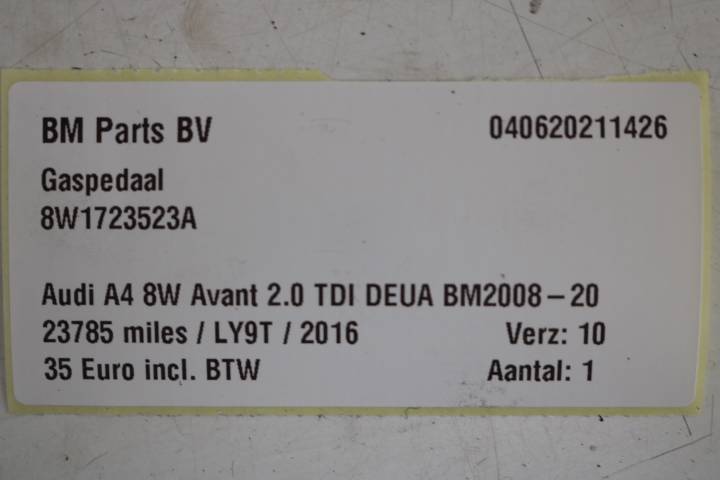 BM Parts BV 040620211426
Gaspedaal
8W1723523A
Audi A4 8W Avant 2.0 TDI DEUA BM2008-20
23785 miles / LY9T / 2016 Verz: 10
35 Euro incl. BTW Aantal: 1